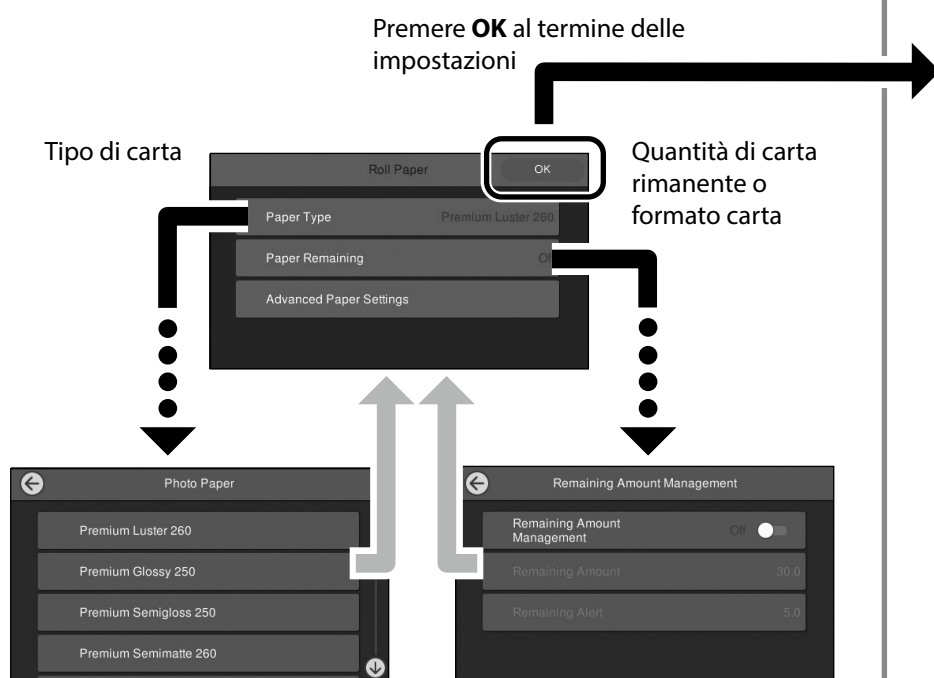 Premere OK al termine delle
impostazioni
Tipo di carta
Quantità di carta
rimanente o
formato carta
Roll Paper
OK
Paper Type
Premium Luster 260
Paper Remaining
Advanced Paper Settings
Photo Paper
Premium Luster 260
Premium Glossy 250
Premium Semigloss 250
Premium Semimatte 260
Remaining Amount Management
Remaining Amount
Management
Off
Remaining Amount
30.0
Remaining Alert
5.0